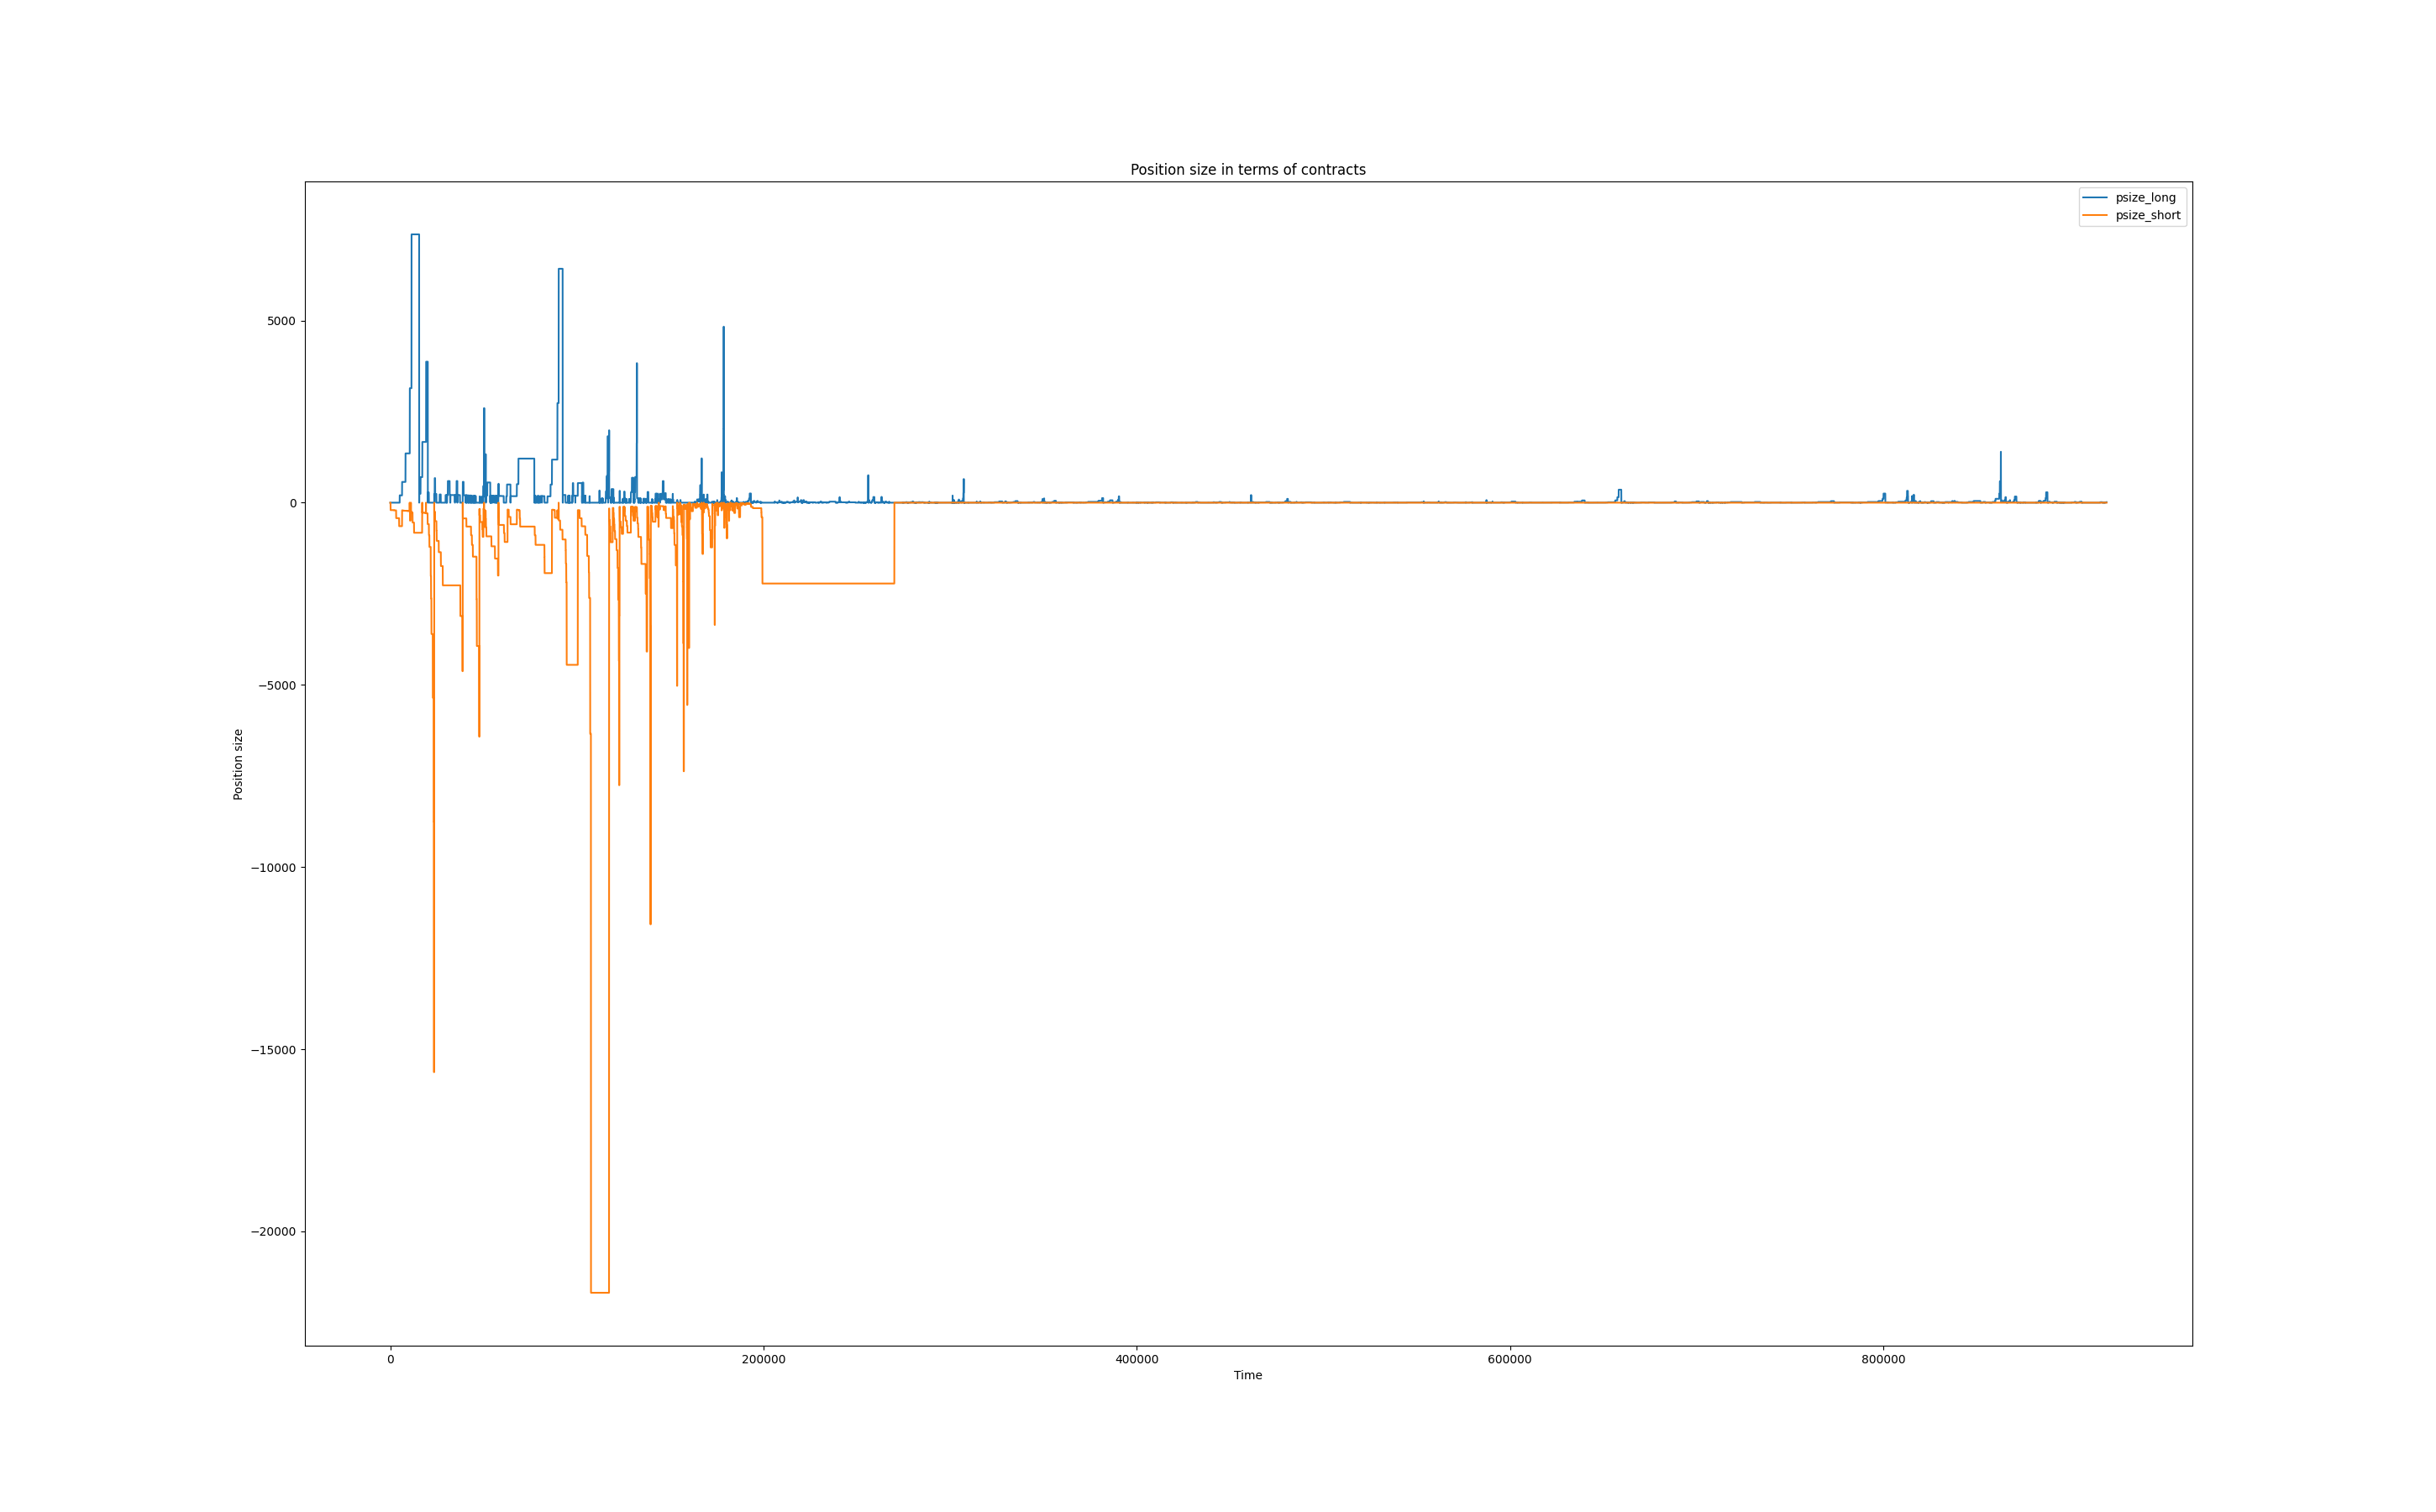 Position size in terms of contracts
psize_long
psize_short
5000
0
−5000
−10000
−15000
−20000
Position size
0 200000 400000 600000 800000
Time